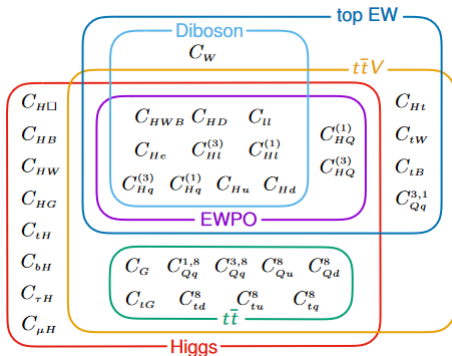 top EW
Diboson
C_W
t\bar{t}V
C_{H□}
C_{HB}
C_{HW}
C_{HG}
C_{tH}
C_{bH}
C_{τH}
C_{μH}
C_{HWB} C_{HD} C_{ll}
C_{He} C_{Hl}^{(3)} C_{Hl}^{(1)}
C_{Hq}^{(3)} C_{Hq}^{(1)} C_{Hu} C_{Hd}
C_{HQ}^{(1)}
C_{HQ}^{(3)}
EWPO
C_{Ht}
C_{tW}
C_{tB}
C_{Qq}^{3,1}
C_G C_{Qq}^{1,8} C_{Qq}^{3,8} C_{Qu}^{8} C_{Qd}^{8}
C_{tG} C_{td}^{8} C_{tu}^{8} C_{tq}^{8}
t\bar{t}
Higgs